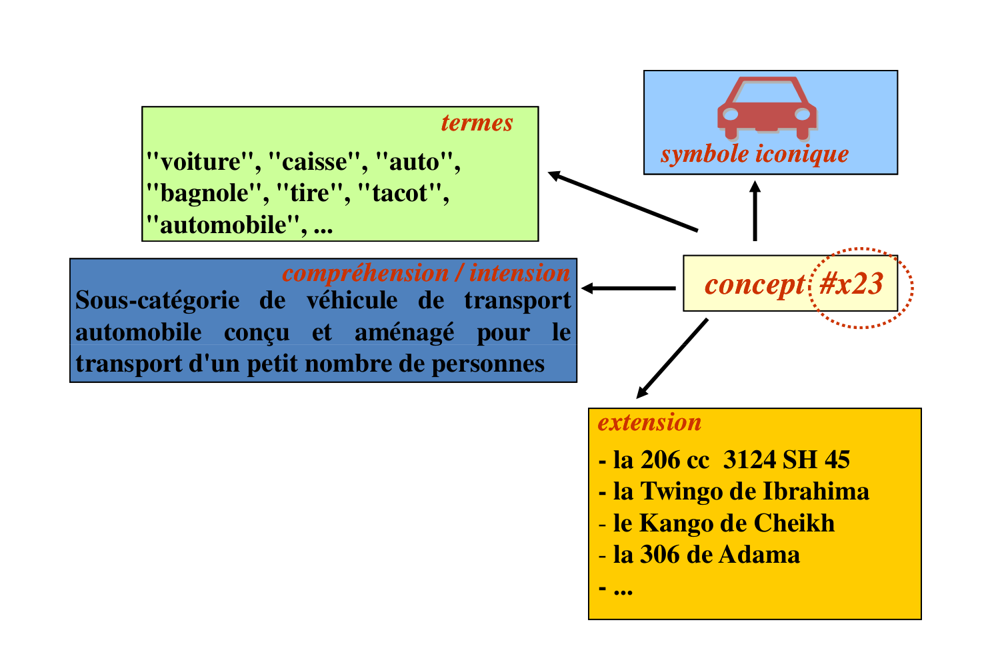 symbole iconique
termes
"voiture", "caisse", "auto",
"bagnole", "tire", "tacot",
"automobile", ...
concept #x23
compréhension / intension
Sous-catégorie de véhicule de transport
automobile conçu et aménagé pour le
transport d'un petit nombre de personnes
extension
- la 206 cc 3124 SH 45
- la Twingo de Ibrahima
- le Kango de Cheikh
- la 306 de Adama
- ...